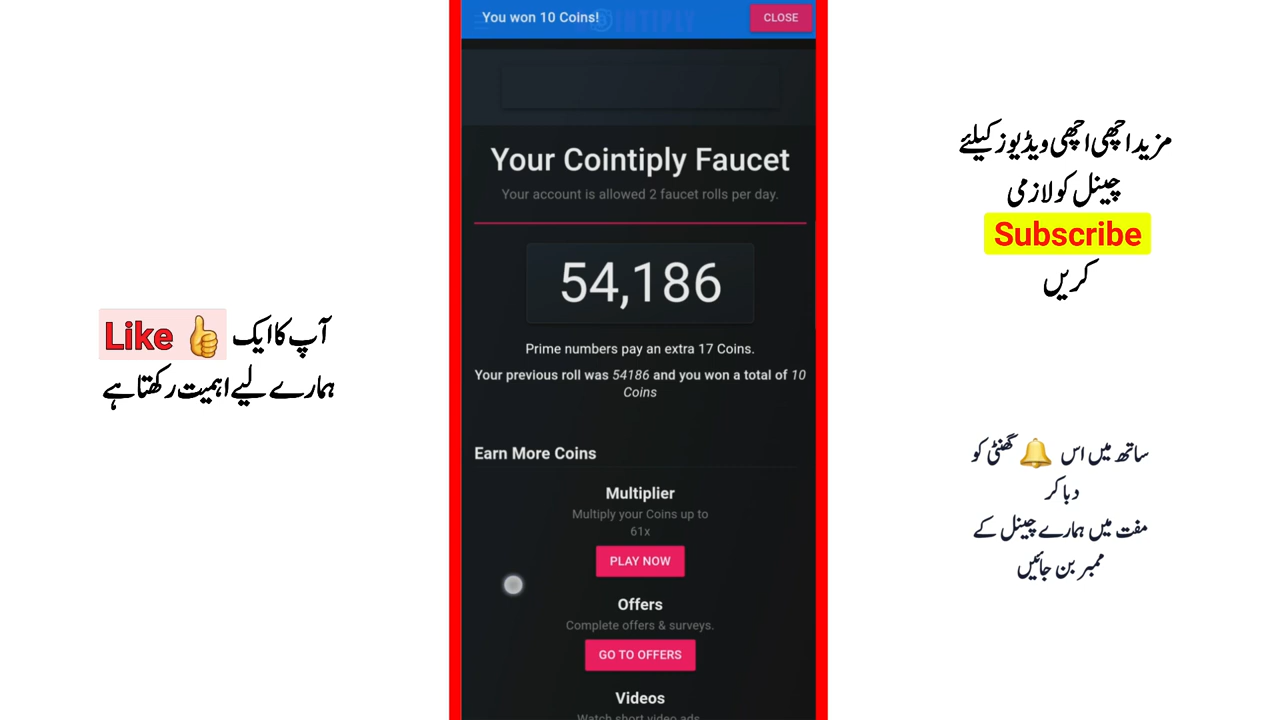 آپ کا ایک Like
ہمارے لیے اہمیت رکھتا ہے
You won 10 Coins!
CLOSE
Your Cointiply Faucet
Your account is allowed 2 faucet rolls per day.
54,186
Prime numbers pay an extra 17 Coins.
Your previous roll was 54186 and you won a total of 10
Coins
Earn More Coins
Multiplier
Multiply your Coins up to
61x
PLAY NOW
Offers
Complete offers & surveys.
GO TO OFFERS
Videos
Watch short video ads
مزید اچھی اچھی ویڈیوز کیلئے
چینل کو لازمی
Subscribe
کریں
ساتھ میں اس گھنٹی کو
دبا کر
مفت میں ہمارے چینل کے
ممبر بن جائیں